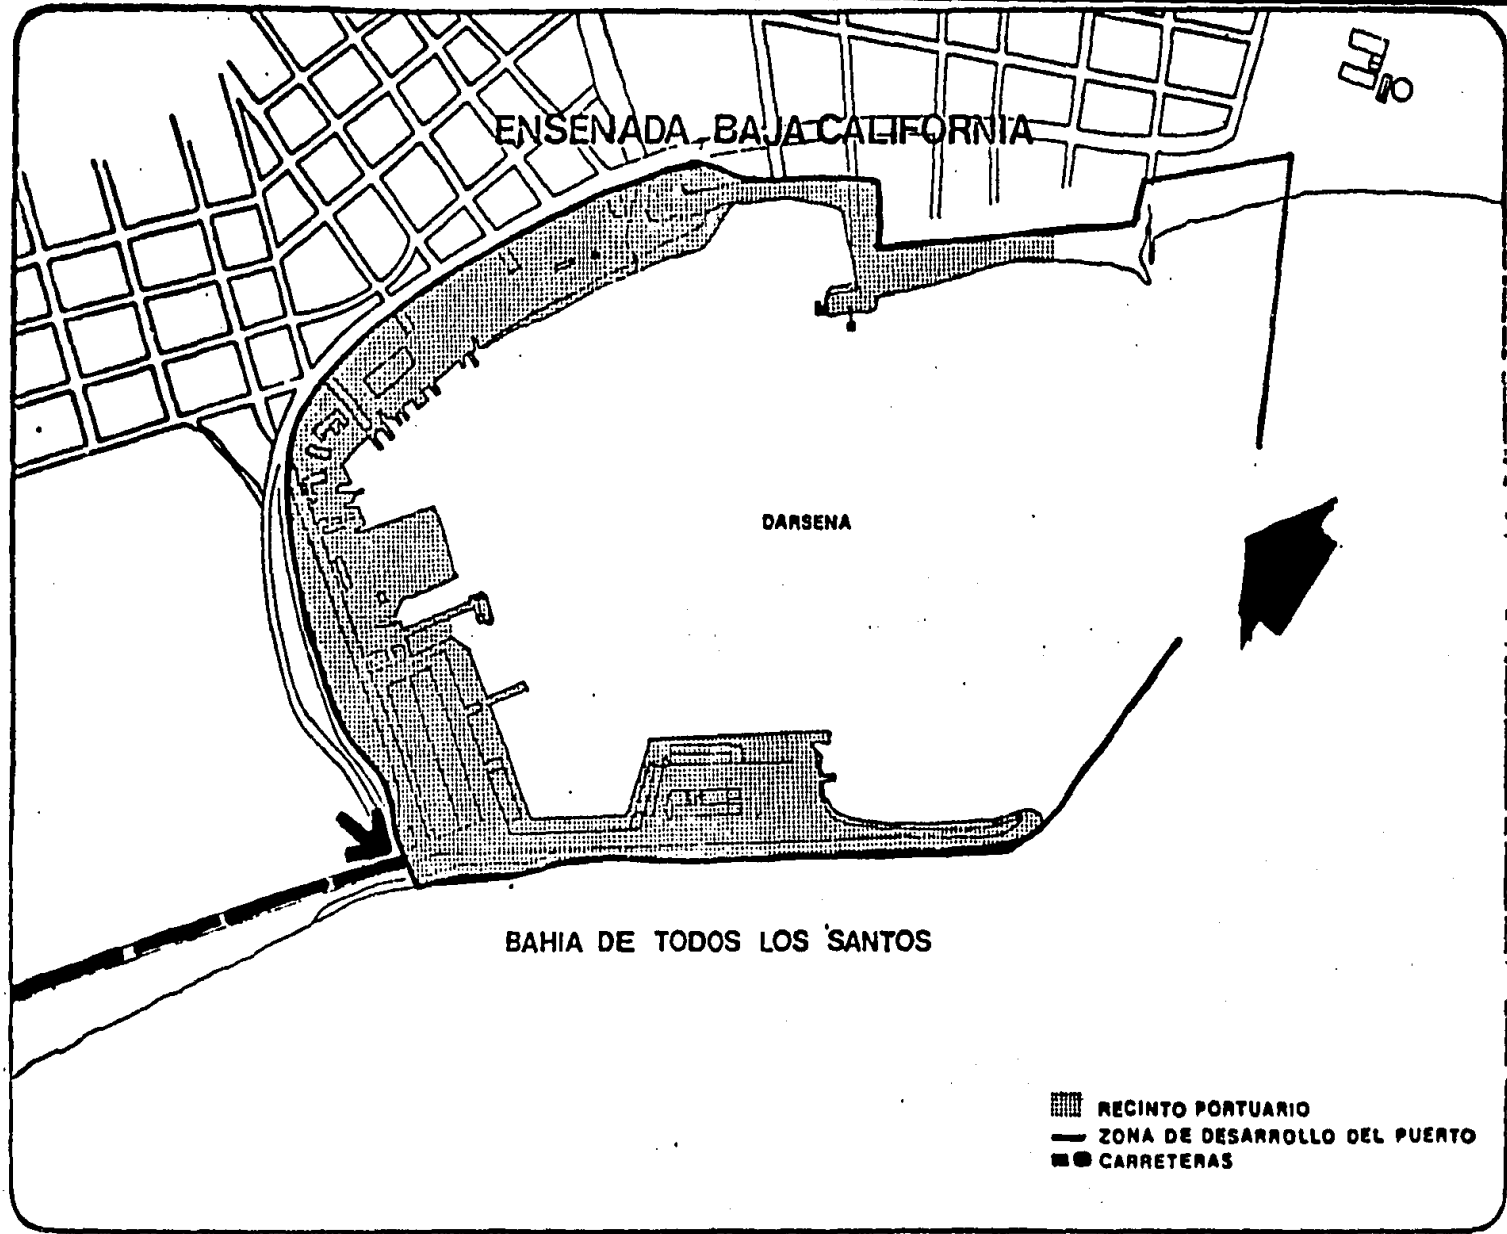 ENSENADA, BAJA CALIFORNIA
DARSENA
BAHIA DE TODOS LOS SANTOS
RECINTO PORTUARIO
ZONA DE DESARROLLO DEL PUERTO
CARRETERAS